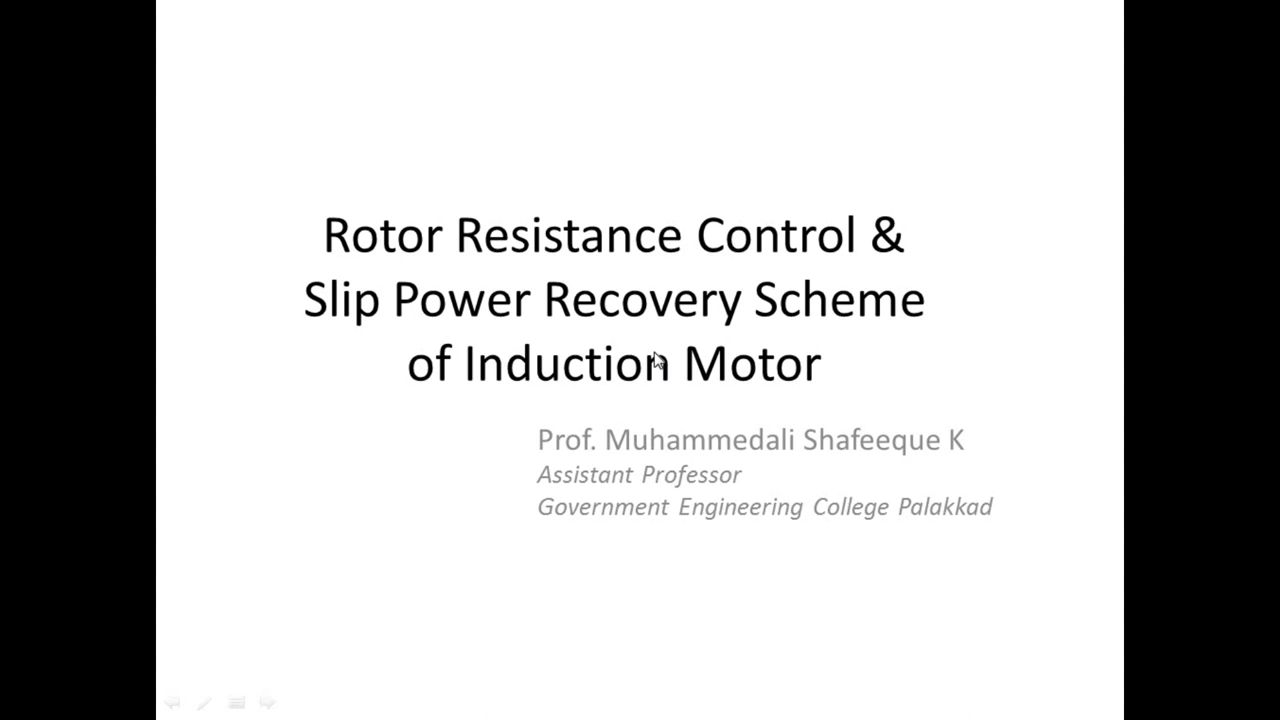 Rotor Resistance Control &
Slip Power Recovery Scheme
of Induction Motor
Prof. Muhammedali Shafeeque K
Assistant Professor
Government Engineering College Palakkad